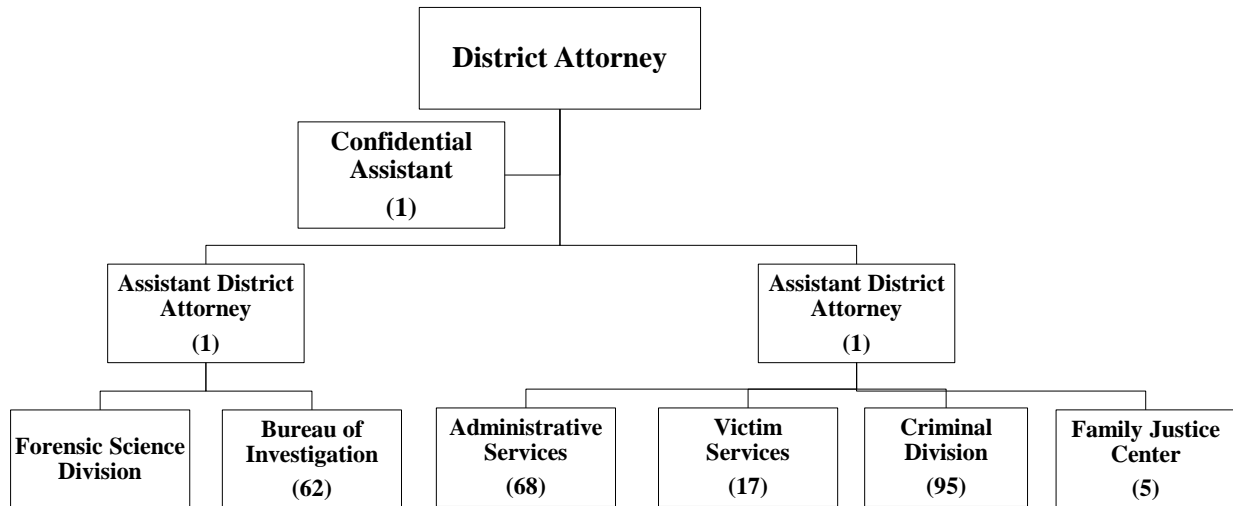 District Attorney
Confidential
Assistant
(1)
Assistant District
Attorney
(1)
Assistant District
Attorney
(1)
Forensic Science
Division
Bureau of
Investigation
(62)
Administrative
Services
(68)
Victim
Services
(17)
Criminal
Division
(95)
Family Justice
Center
(5)